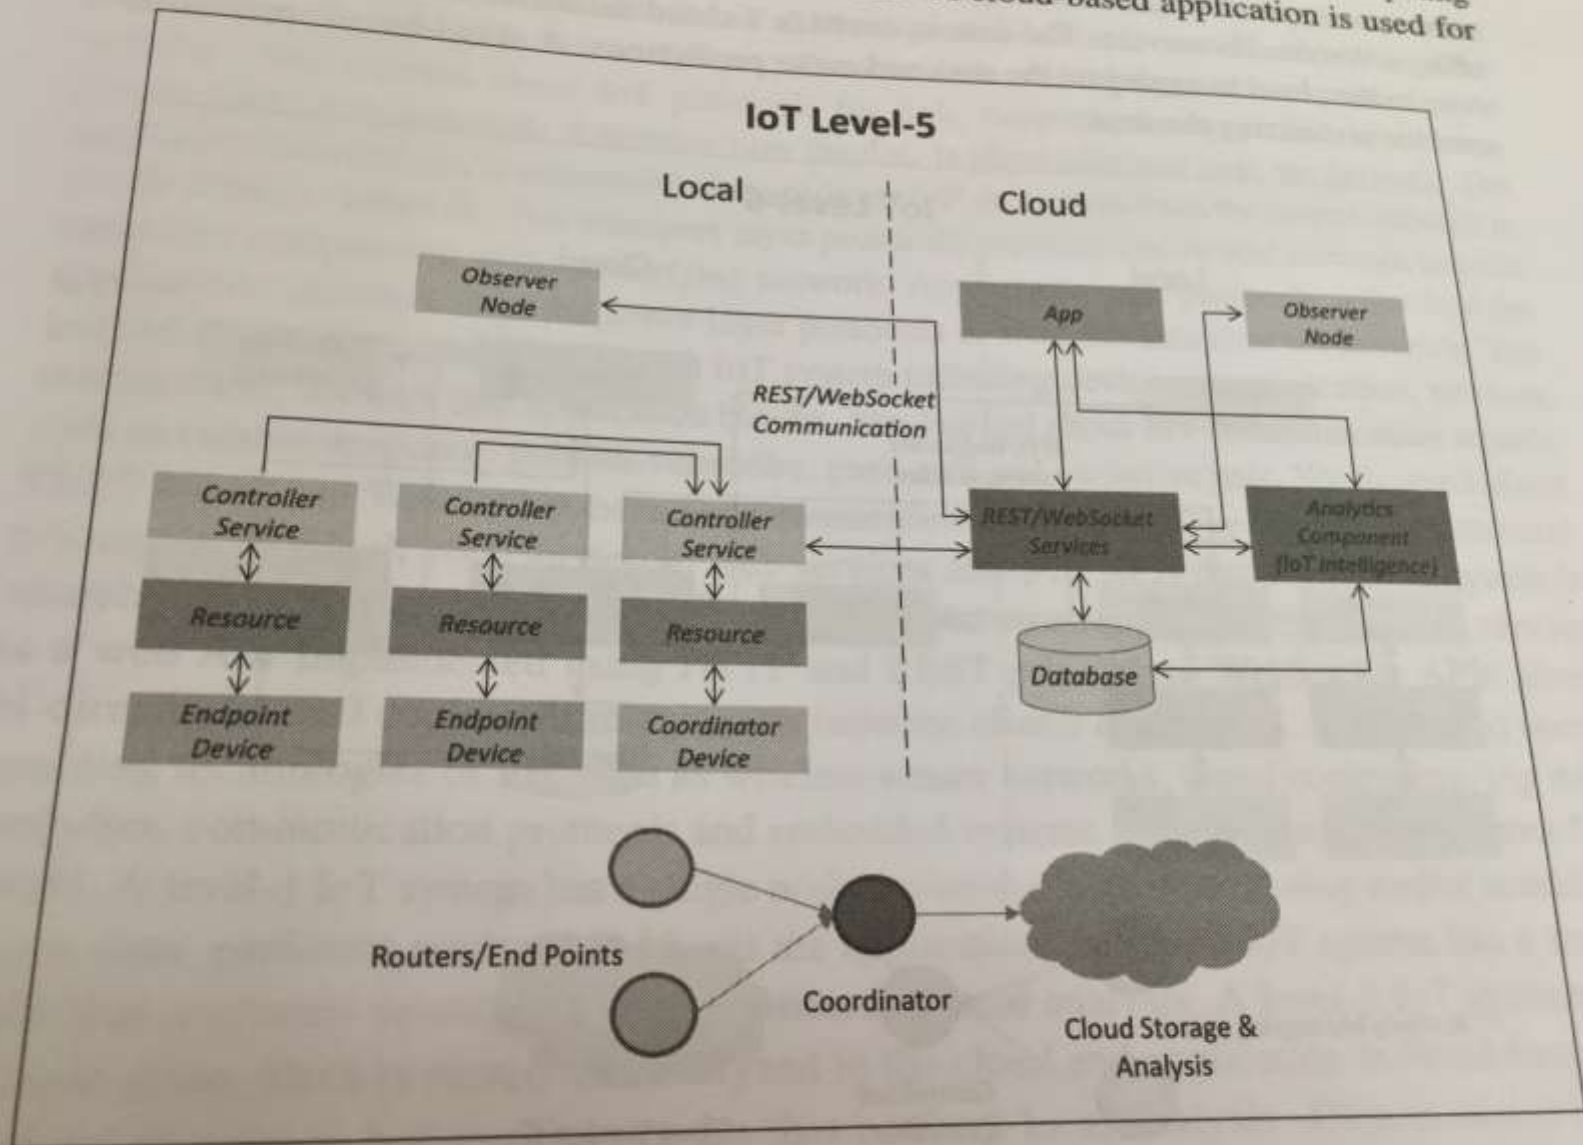 cloud-based application is used for
IoT Level-5
Local
Cloud
Observer
Node
App
Observer
Node
REST/WebSocket
Communication
Controller
Service
Controller
Service
Controller
Service
REST/WebSocket
Services
Analytics
Component
(IoT Intelligence)
Resource
Resource
Resource
Database
Endpoint
Device
Endpoint
Device
Coordinator
Device
Routers/End Points
Coordinator
Cloud Storage &
Analysis